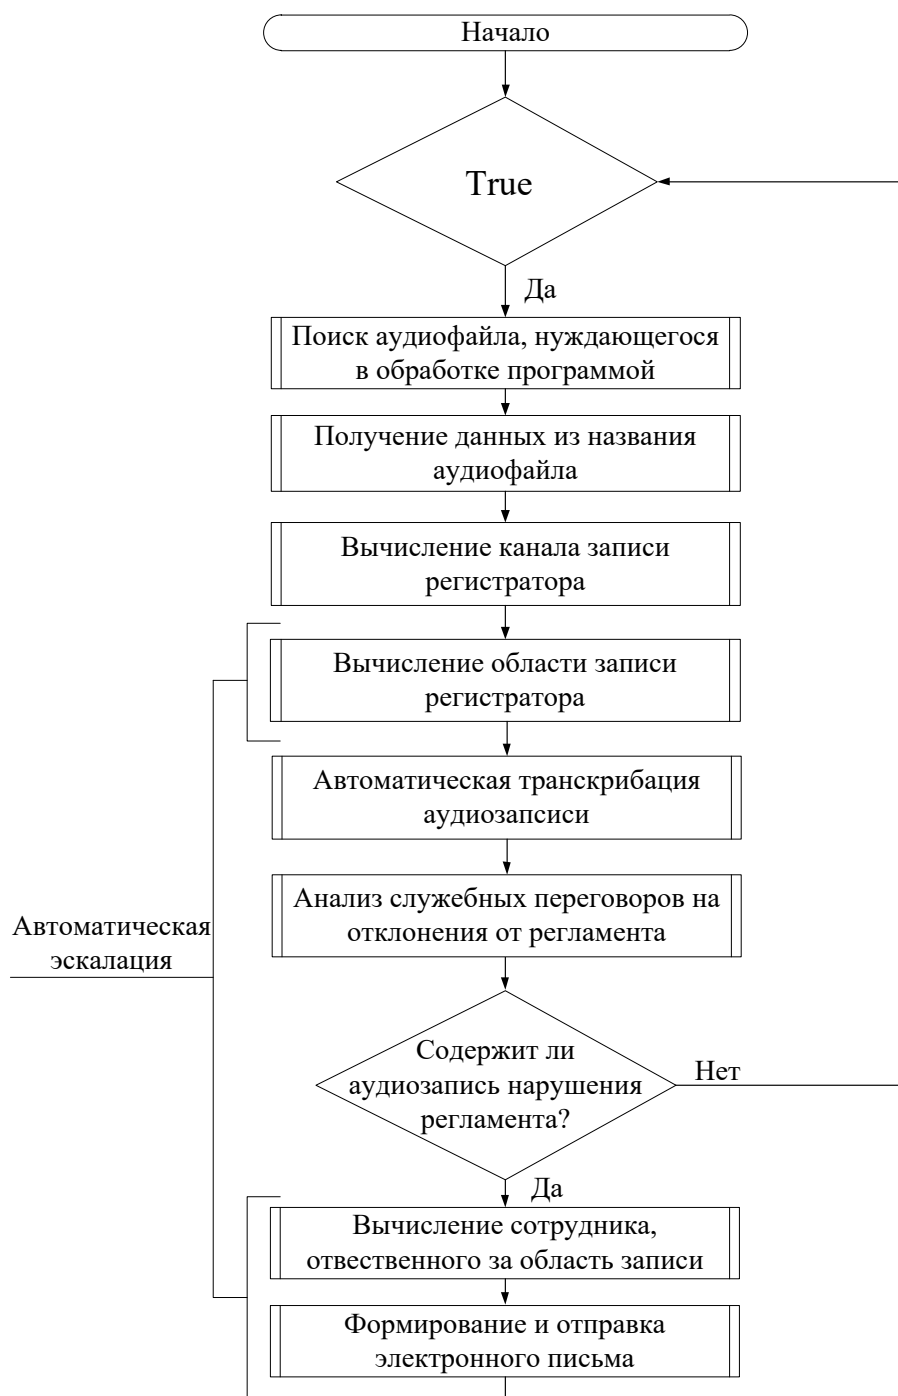 Начало
True
Да
Поиск аудиофайла, нуждающегося
в обработке программой
Получение данных из названия
аудиофайла
Вычисление канала записи
регистратора
Вычисление области записи
регистратора
Автоматическая транскрибация
аудиозапсиси
Анализ служебных переговоров на
отклонения от регламента
Автоматическая
эскалация
Содержит ли
аудиозапись нарушения
регламента?
Нет
Да
Вычисление сотрудника,
отвественного за область записи
Формирование и отправка
электронного письма